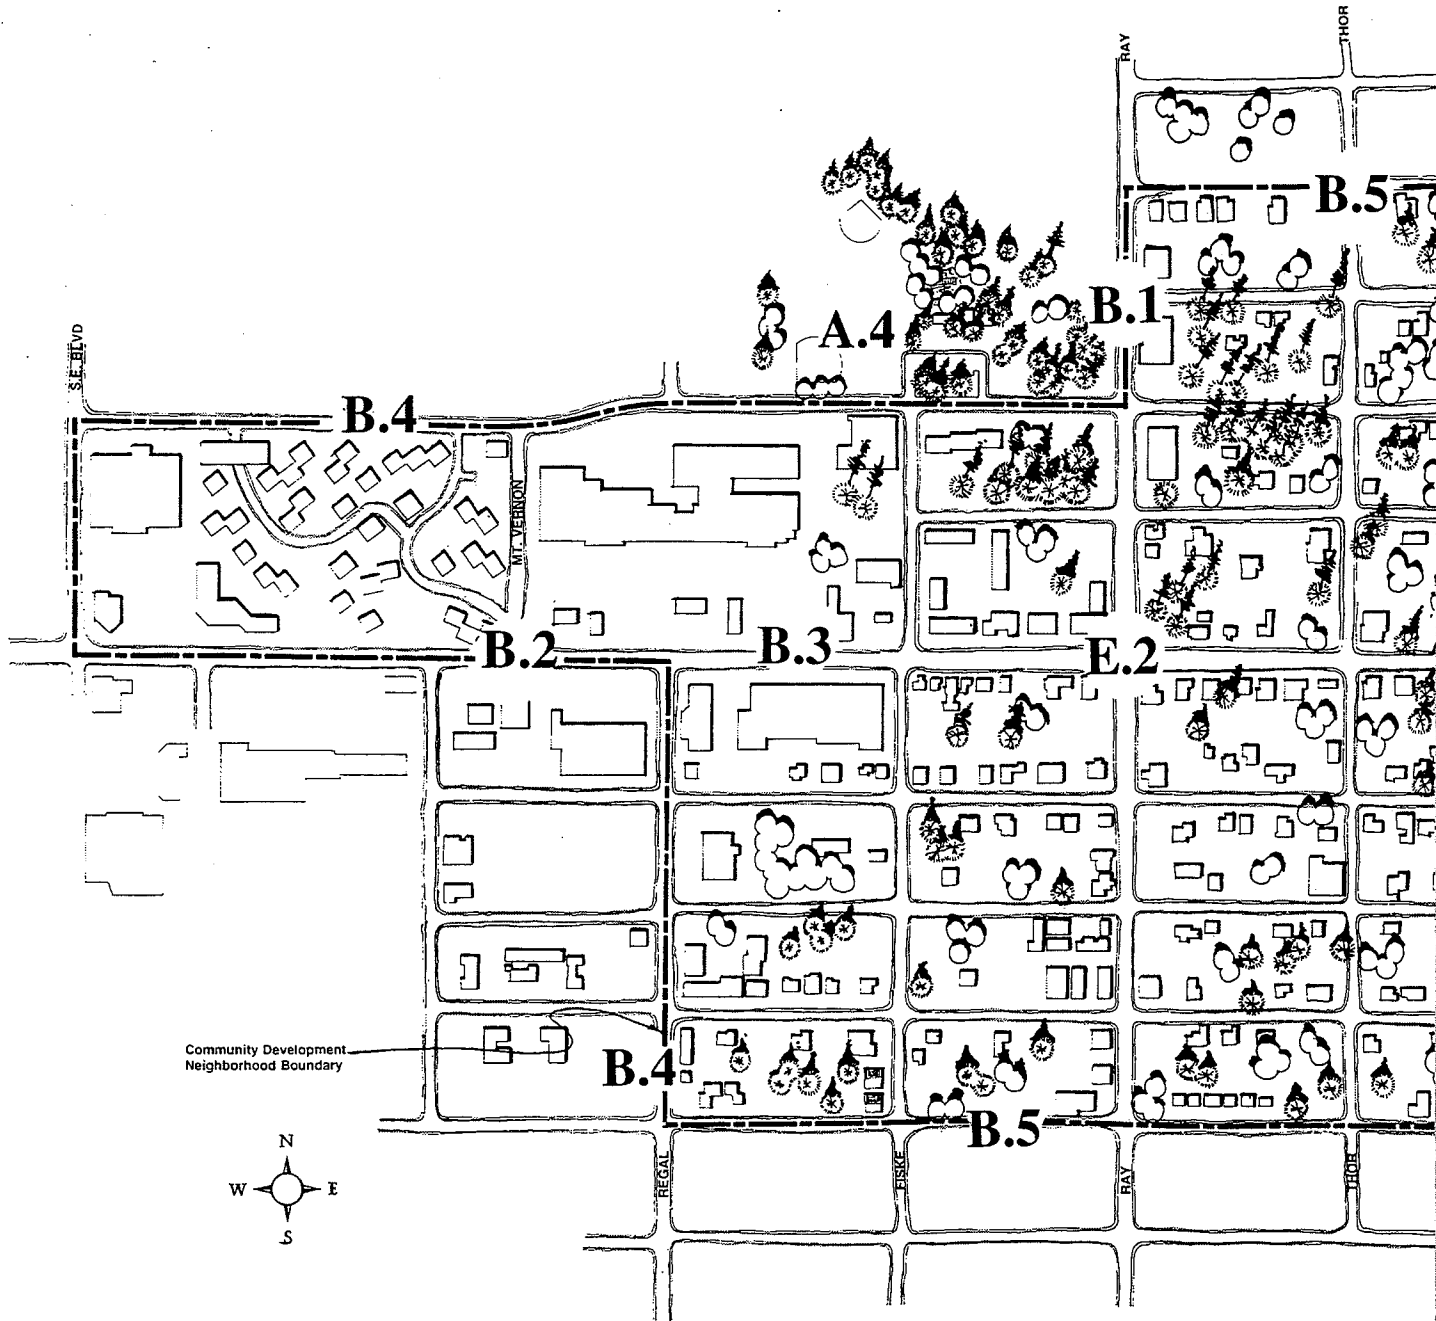 THOR
RAY
B.5
B.1
A.4
S.E. BLVD
B.4
MT. VERNON
B.2
B.3
E.2
Community Development
Neighborhood Boundary
B.4
B.5
N
W E
S
REGAL
FISKE
RAY
THOR